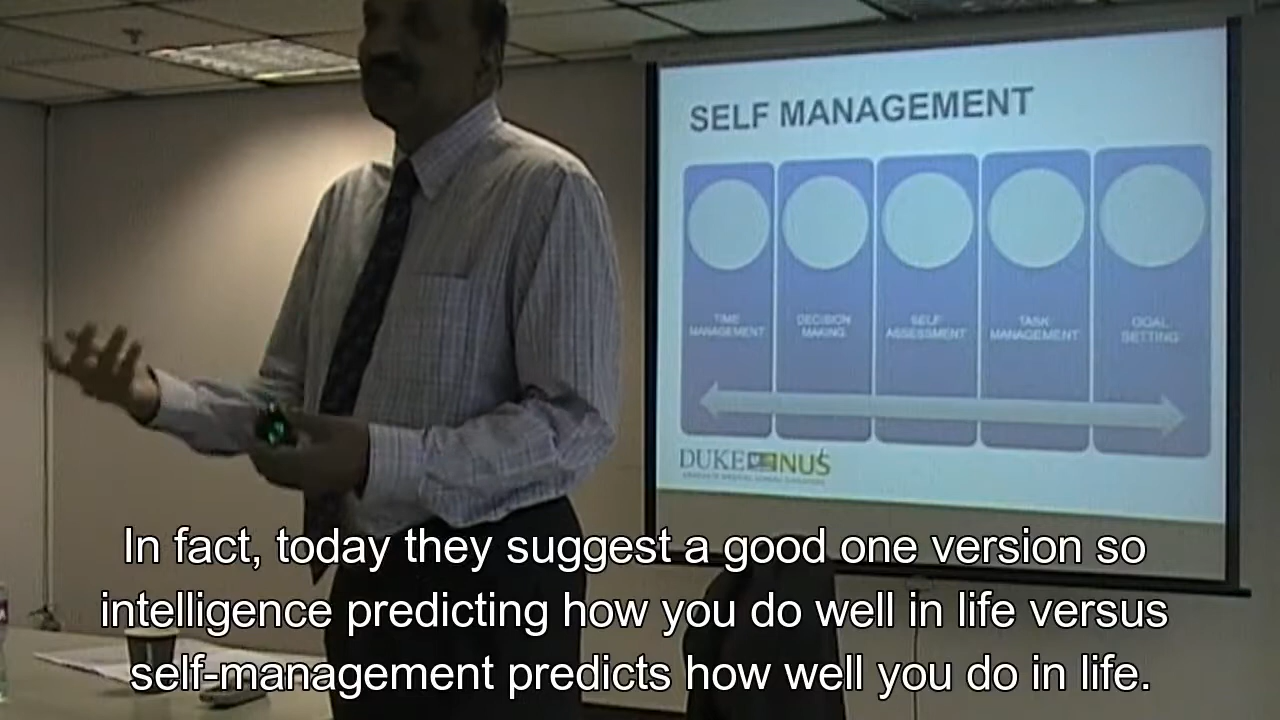 SELF MANAGEMENT
TIME
MANAGEMENT
DECISION
MAKING
SELF
ASSESSMENT
TASK
MANAGEMENT
GOAL
SETTING
DUKE NUS
In fact, today they suggest a good one version so
intelligence predicting how you do well in life versus
self-management predicts how well you do in life.